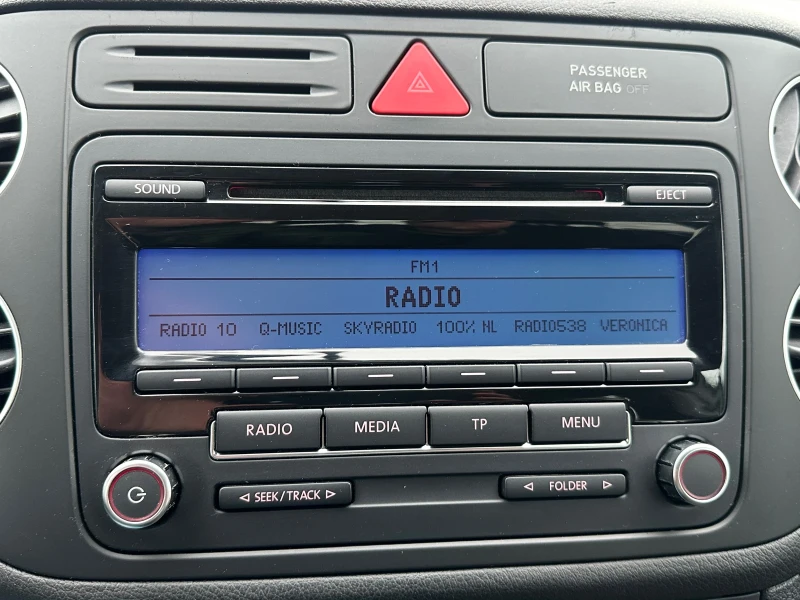 PASSENGER
AIR BAG OFF
SOUND
EJECT
FM1
RADIO
RADIO 10 Q-MUSIC SKYRADIO 100% NL RADIO538 VERONICA
RADIO MEDIA TP MENU
SEEK/TRACK
FOLDER